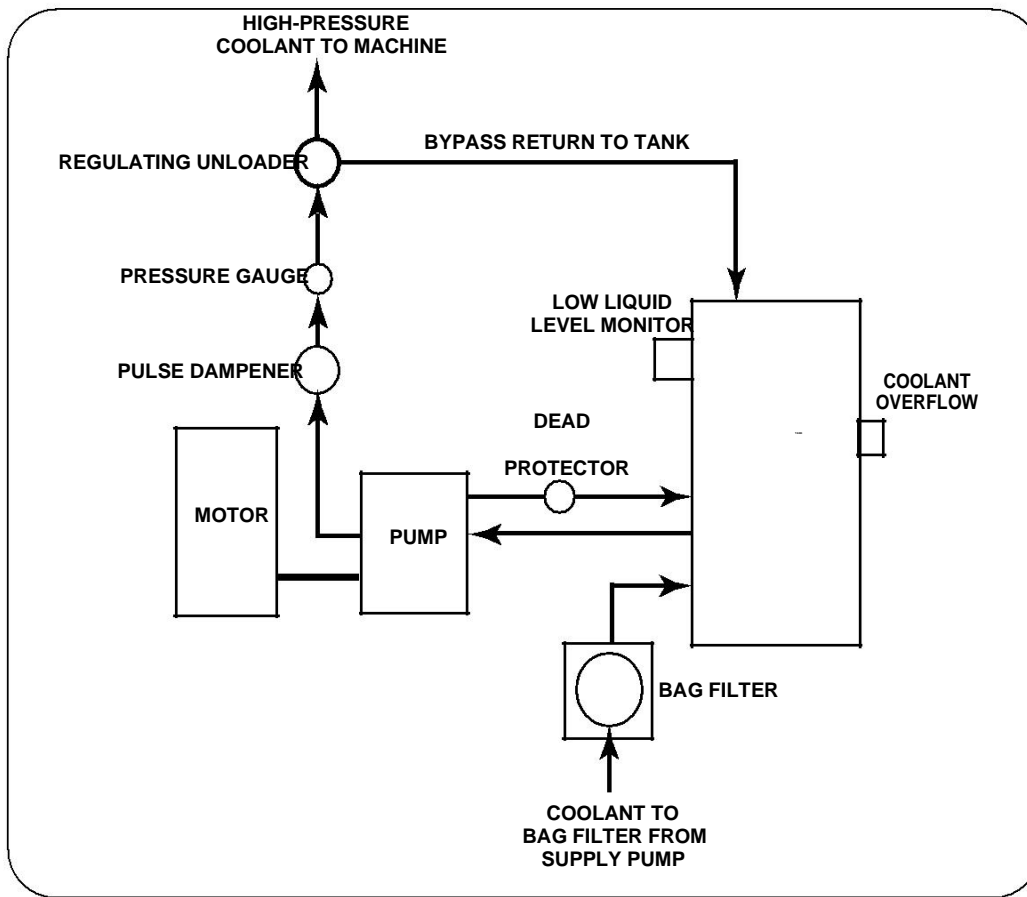 HIGH-PRESSURE
COOLANT TO MACHINE
REGULATING UNLOADER
BYPASS RETURN TO TANK
PRESSURE GAUGE
LOW LIQUID
LEVEL MONITOR
PULSE DAMPENER
COOLANT
OVERFLOW
DEAD
PROTECTOR
MOTOR
PUMP
BAG FILTER
COOLANT TO
BAG FILTER FROM
SUPPLY PUMP